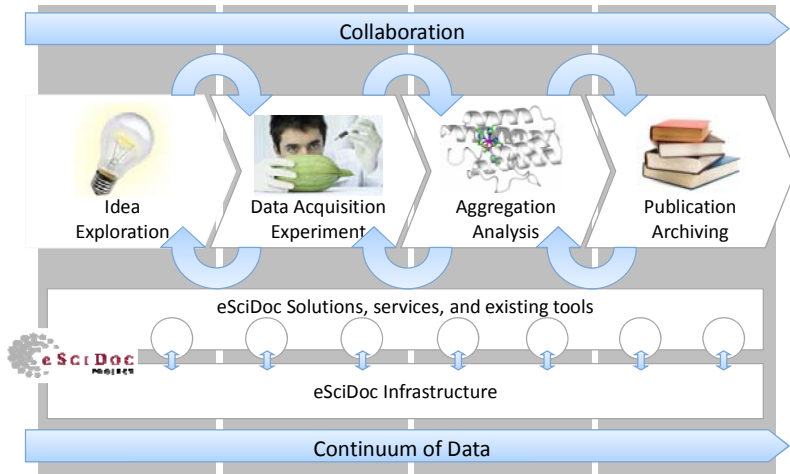 Collaboration
Idea
Exploration
Data Acquisition
Experiment
Aggregation
Analysis
Publication
Archiving
eSciDoc Solutions, services, and existing tools
eSciDoc
PROJECT
eSciDoc Infrastructure
Continuum of Data